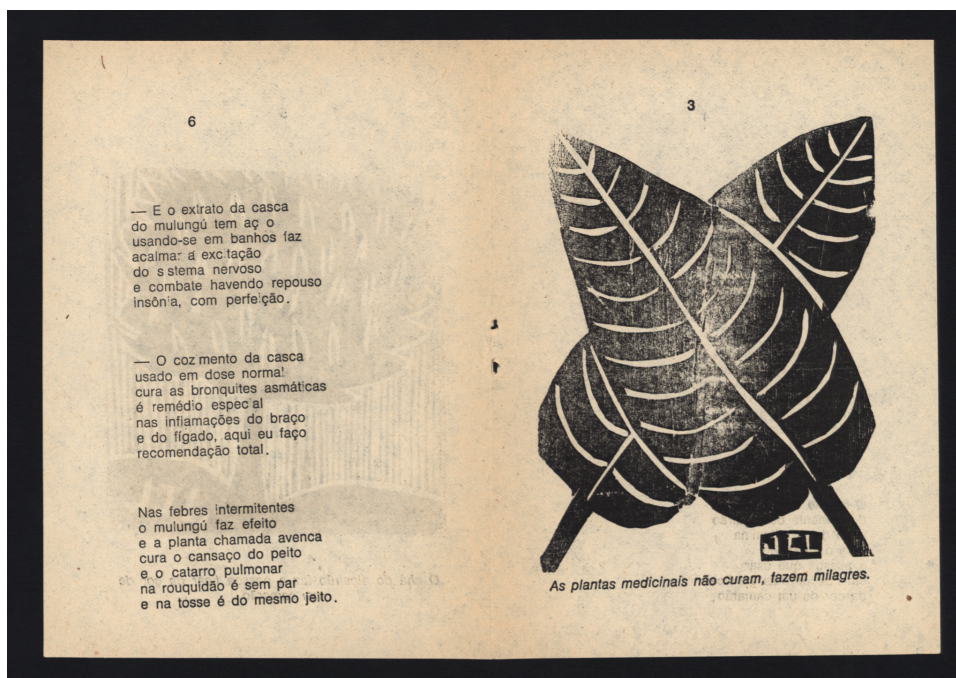 6
— E o extrato da casca
do mulungú tem aç o
usando-se em banhos faz
acalmar a exc tação
do s stema nervoso
e combate havendo repouso
insônia, com perfeição.
— O coz mento da casca
usado em dose normal
cura as bronquites asmáticas
é remédio espec al
nas inflamações do braço
e do fígado, aqui eu faço
recomendação total.
Nas febres intermitentes
o mulungú faz efeito
e a planta chamada avenca
cura o cansaço do peito
e o catarro pulmonar
na rouquidão é sem par
e na tosse é do mesmo jeito.
3
JCL
As plantas medicinais não curam, fazem milagres.